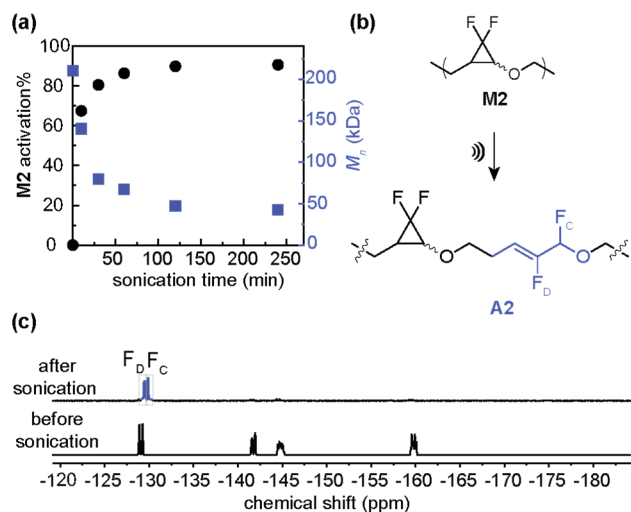 (a)
100
80
60
40
20
0
M2 activation%
200
150
100
50
0
Mn (kDa)
0 50 100 150 200 250
sonication time (min)
(b)
F F
O
M2
F F
O
FC
O
FD
A2
(c)
FD FC
after
sonication
before
sonication
-120 -125 -130 -135 -140 -145 -150 -155 -160 -165 -170 -175 -180
chemical shift (ppm)